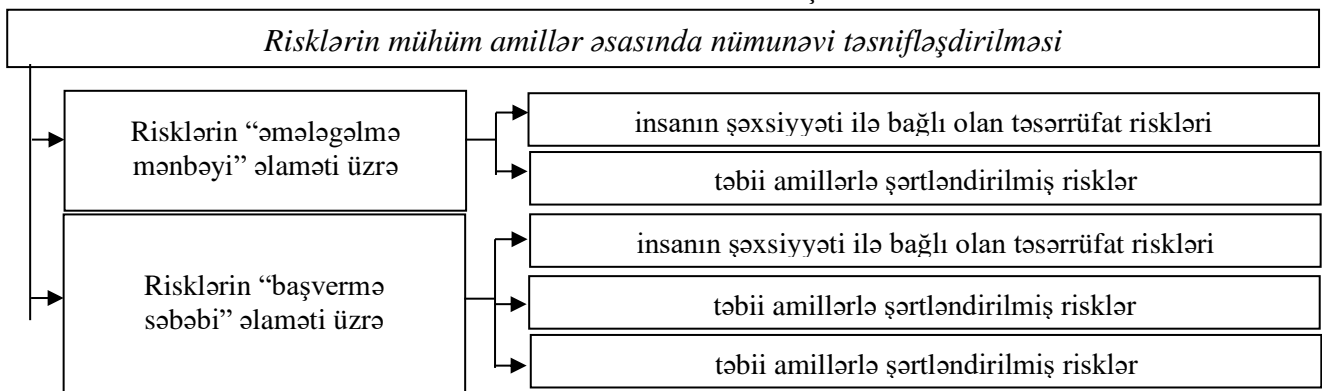 Risklərin mühüm amillər əsasında nümunəvi təsnifləşdirilməsi
Risklərin “əmələgəlmə
mənbəyi” əlaməti üzrə
insanın şəxsiyyəti ilə bağlı olan təsərrüfat riskləri
təbii amillərlə şərtləndirilmiş risklər
Risklərin “başvermə
səbəbi” əlaməti üzrə
insanın şəxsiyyəti ilə bağlı olan təsərrüfat riskləri
təbii amillərlə şərtləndirilmiş risklər
təbii amillərlə şərtləndirilmiş risklər